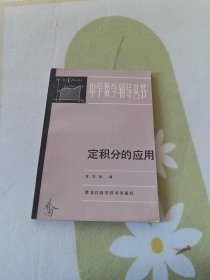 中学数学辅导丛书
定积分的应用
编
黑龙江科学技术出版社